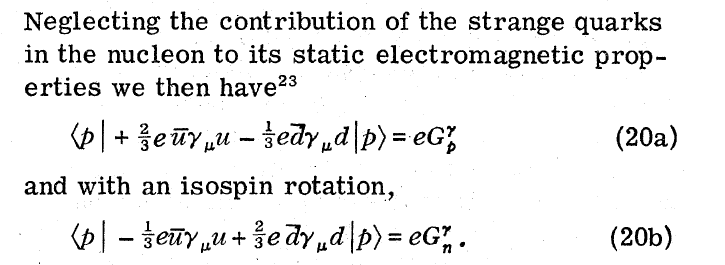 Neglecting the contribution of the strange quarks
in the nucleon to its static electromagnetic prop-
erties we then have²³
⟨p| + ⅔eūγ_μu − ⅓ed̄γ_μd|p⟩ = eG_p^γ (20a)
and with an isospin rotation,
⟨p| − ⅓eūγ_μu + ⅔ed̄γ_μd|p⟩ = eG_n^γ. (20b)